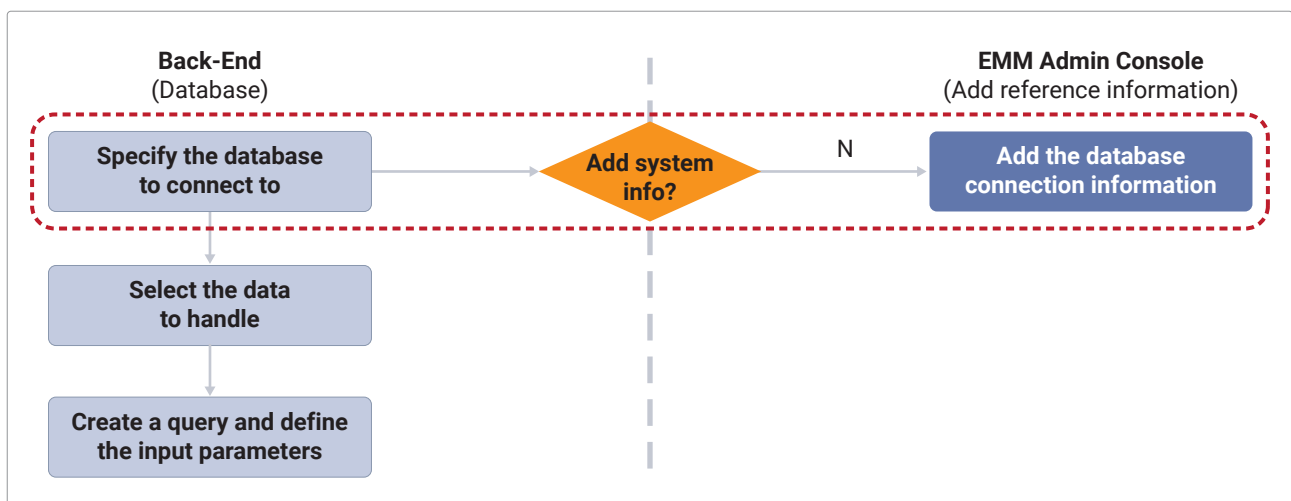 Back-End
(Database)
EMM Admin Console
(Add reference information)
Specify the database
to connect to
Add system
info?
N
Add the database
connection information
Select the data
to handle
Create a query and define
the input parameters